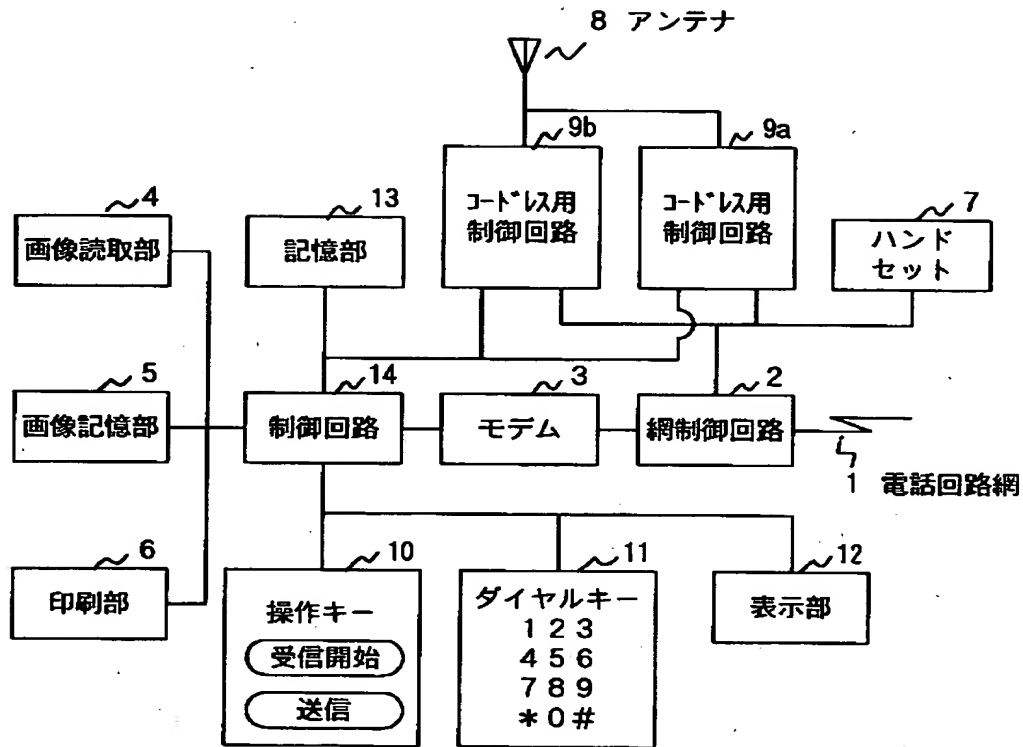 8 アンテナ
9b
9a
コードレス用
制御回路
コードレス用
制御回路
7
ハンド
セット
4
画像読取部
13
記憶部
5
画像記憶部
14
制御回路
3
モデム
2
網制御回路
1 電話回路網
6
印刷部
10
操作キー
受信開始
送信
11
ダイヤルキー
1 2 3
4 5 6
7 8 9
* 0 #
12
表示部